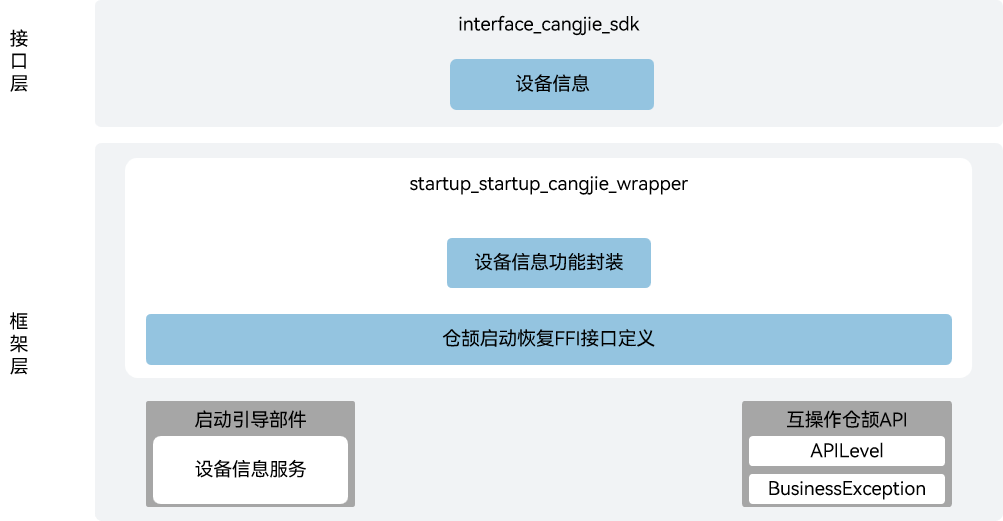 接口层
interface_cangjie_sdk
设备信息
框架层
startup_startup_cangjie_wrapper
设备信息功能封装
仓颉启动恢复FFI接口定义
启动引导部件
设备信息服务
互操作仓颉API
APILevel
BusinessException